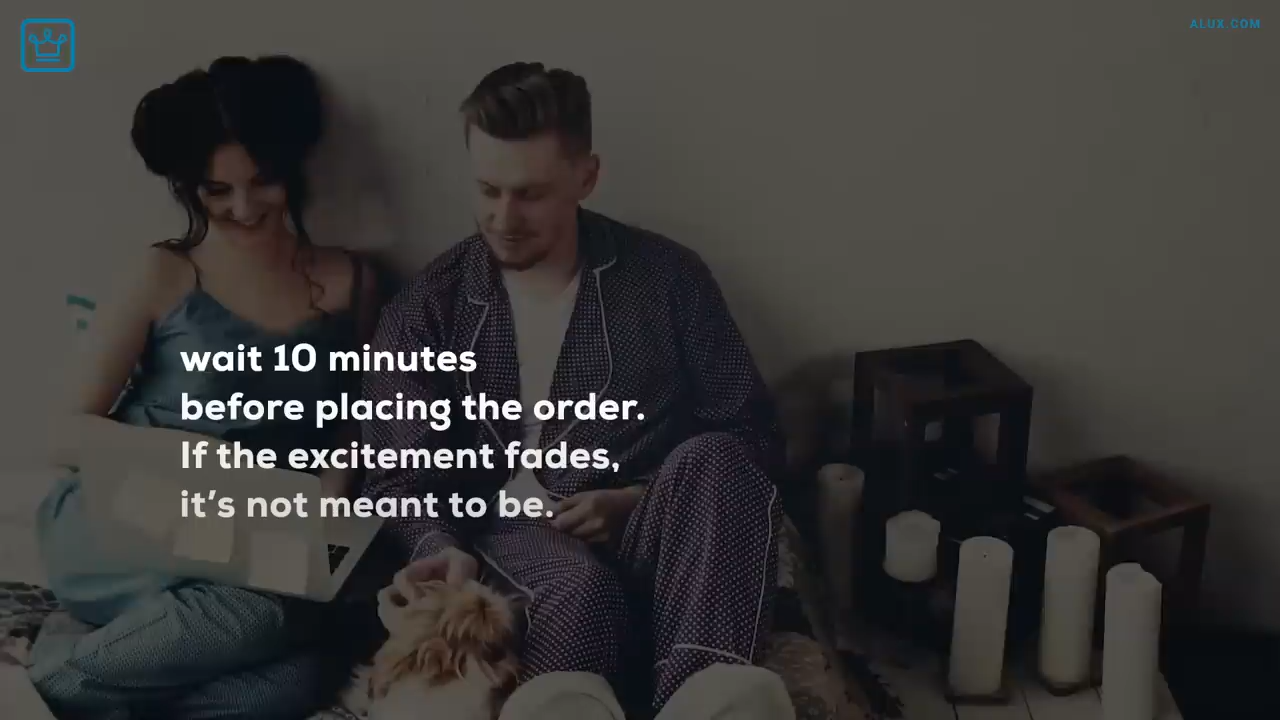 ALUX.COM
wait 10 minutes
before placing the order.
If the excitement fades,
it’s not meant to be.